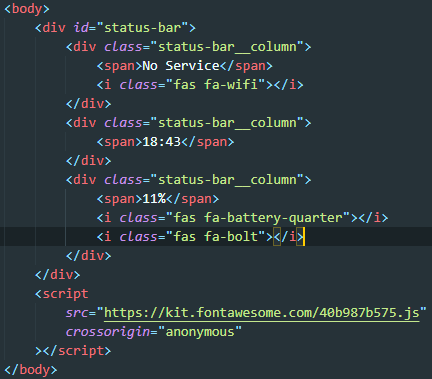 <body>
<div id="status-bar">
<div class="status-bar__column">
<span>No Service</span>
<i class="fas fa-wifi"></i>
</div>
<div class="status-bar__column">
<span>18:43</span>
</div>
<div class="status-bar__column">
<span>11%</span>
<i class="fas fa-battery-quarter"></i>
<i class="fas fa-bolt"></i>
</div>
</div>
<script
src="https://kit.fontawesome.com/40b987b575.js"
crossorigin="anonymous"
></script>
</body>